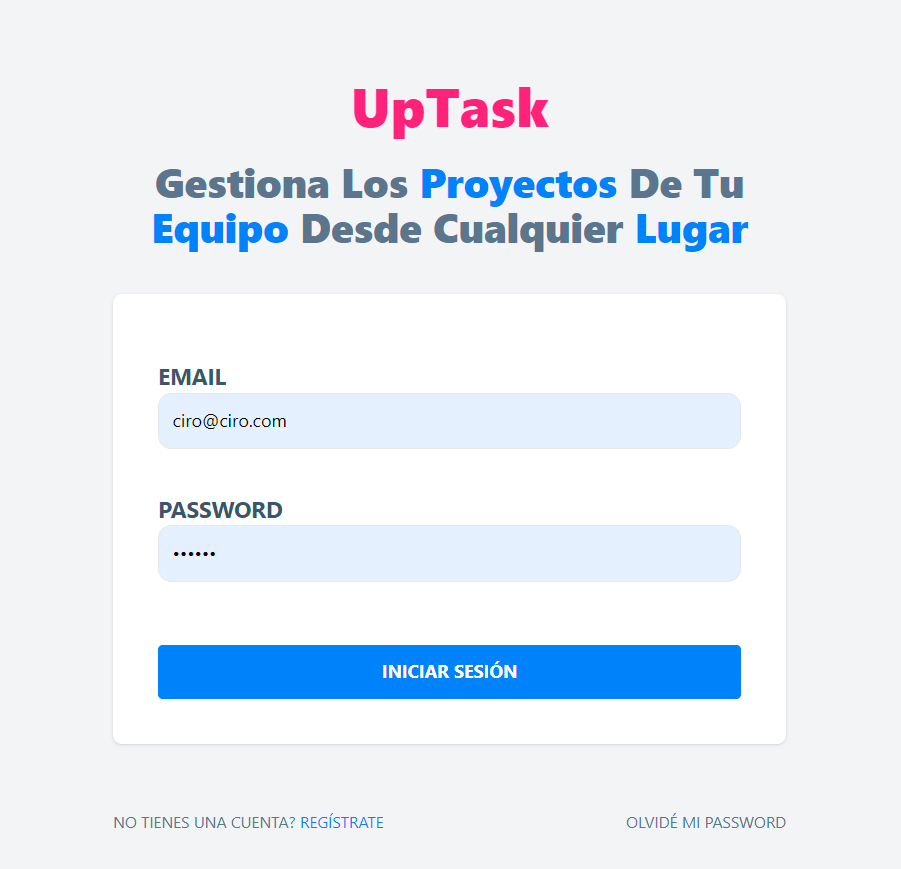 UpTask
Gestiona Los Proyectos De Tu
Equipo Desde Cualquier Lugar
EMAIL
ciro@ciro.com
PASSWORD
••••••
INICIAR SESIÓN
NO TIENES UNA CUENTA? REGÍSTRATE
OLVIDÉ MI PASSWORD